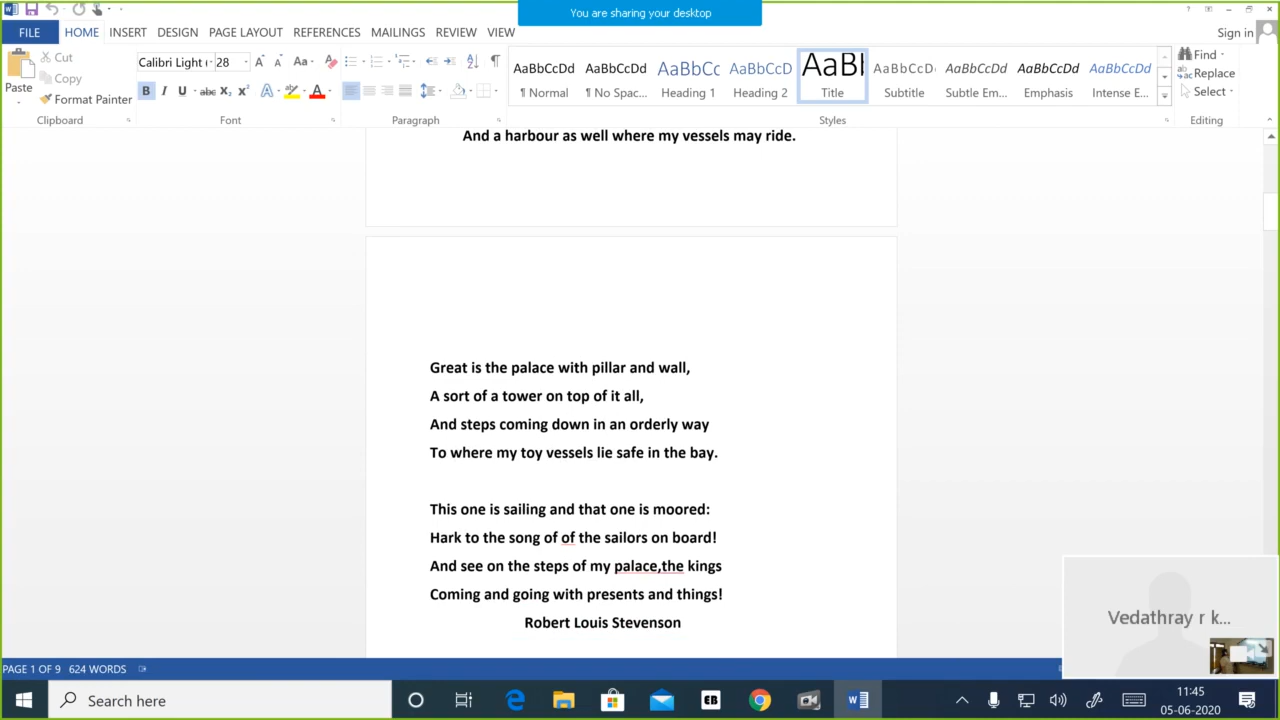 You are sharing your desktop
FILE HOME INSERT DESIGN PAGE LAYOUT REFERENCES MAILINGS REVIEW VIEW Sign in
Cut
Copy
Paste
Format Painter
Clipboard
Calibri Light ( 28
Font
Paragraph
AaBbCcDd AaBbCcDd AaBbCc AaBbCcD AaBl AaBbCcD AaBbCcDd AaBbCcDd AaBbCcDd
¶ Normal ¶ No Spac... Heading 1 Heading 2 Title Subtitle Subtle Em... Emphasis Intense E...
Styles
Find
Replace
Select
Editing
And a harbour as well where my vessels may ride.
Great is the palace with pillar and wall,
A sort of a tower on top of it all,
And steps coming down in an orderly way
To where my toy vessels lie safe in the bay.
This one is sailing and that one is moored:
Hark to the song of of the sailors on board!
And see on the steps of my palace,the kings
Coming and going with presents and things!
Robert Louis Stevenson
Vedathray r k...
PAGE 1 OF 9 624 WORDS
Search here
EB
11:45
05-06-2020